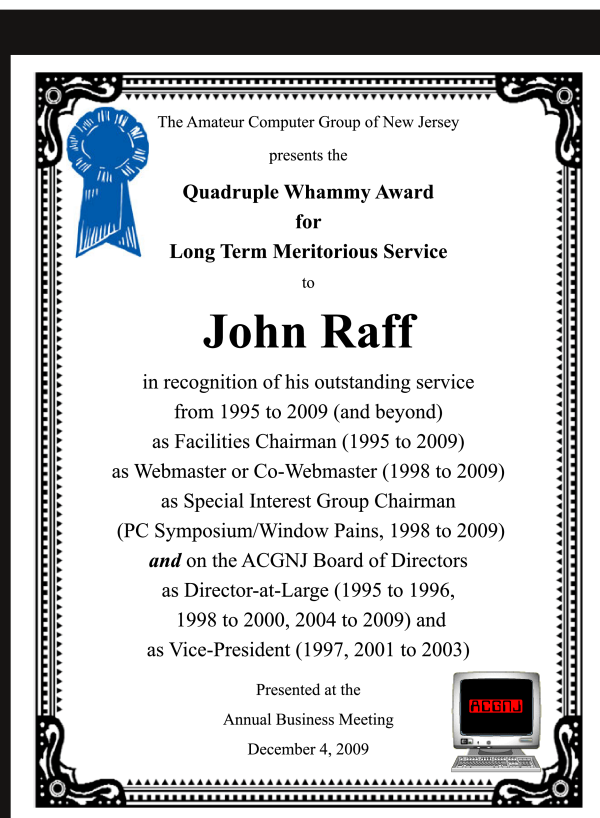 The Amateur Computer Group of New Jersey
presents the
Quadruple Whammy Award
for
Long Term Meritorious Service
to
John Raff
in recognition of his outstanding service
from 1995 to 2009 (and beyond)
as Facilities Chairman (1995 to 2009)
as Webmaster or Co-Webmaster (1998 to 2009)
as Special Interest Group Chairman
(PC Symposium/Window Pains, 1998 to 2009)
and on the ACGNJ Board of Directors
as Director-at-Large (1995 to 1996,
1998 to 2000, 2004 to 2009) and
as Vice-President (1997, 2001 to 2003)
Presented at the
Annual Business Meeting
December 4, 2009
ACGNJ